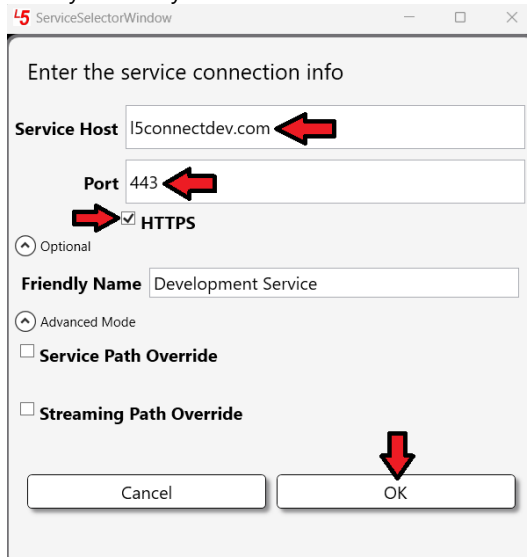 L5 ServiceSelectorWindow
Enter the service connection info
Service Host l5connectdev.com
Port 443
HTTPS
Optional
Friendly Name Development Service
Advanced Mode
Service Path Override
Streaming Path Override
Cancel OK